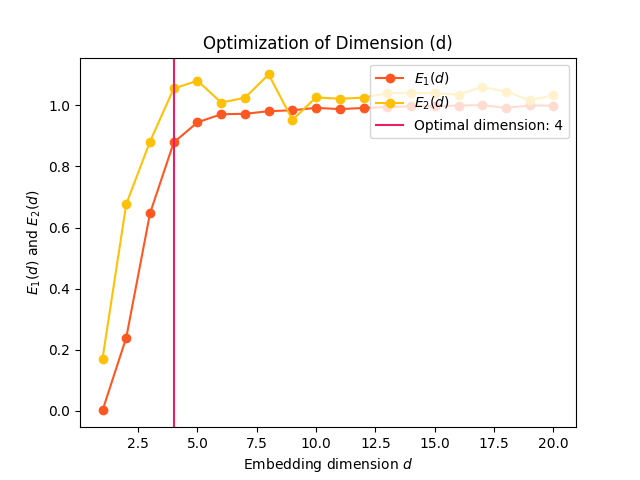 Optimization of Dimension (d)
E₁(d)
E₂(d)
Optimal dimension: 4
E₁(d) and E₂(d)
1.0
0.8
0.6
0.4
0.2
0.0
2.5 5.0 7.5 10.0 12.5 15.0 17.5 20.0
Embedding dimension d